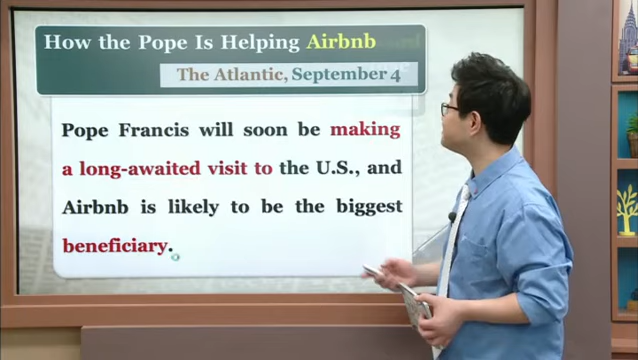 How the Pope Is Helping Airbnb
The Atlantic, September 4
Pope Francis will soon be making
a long-awaited visit to the U.S., and
Airbnb is likely to be the biggest
beneficiary.